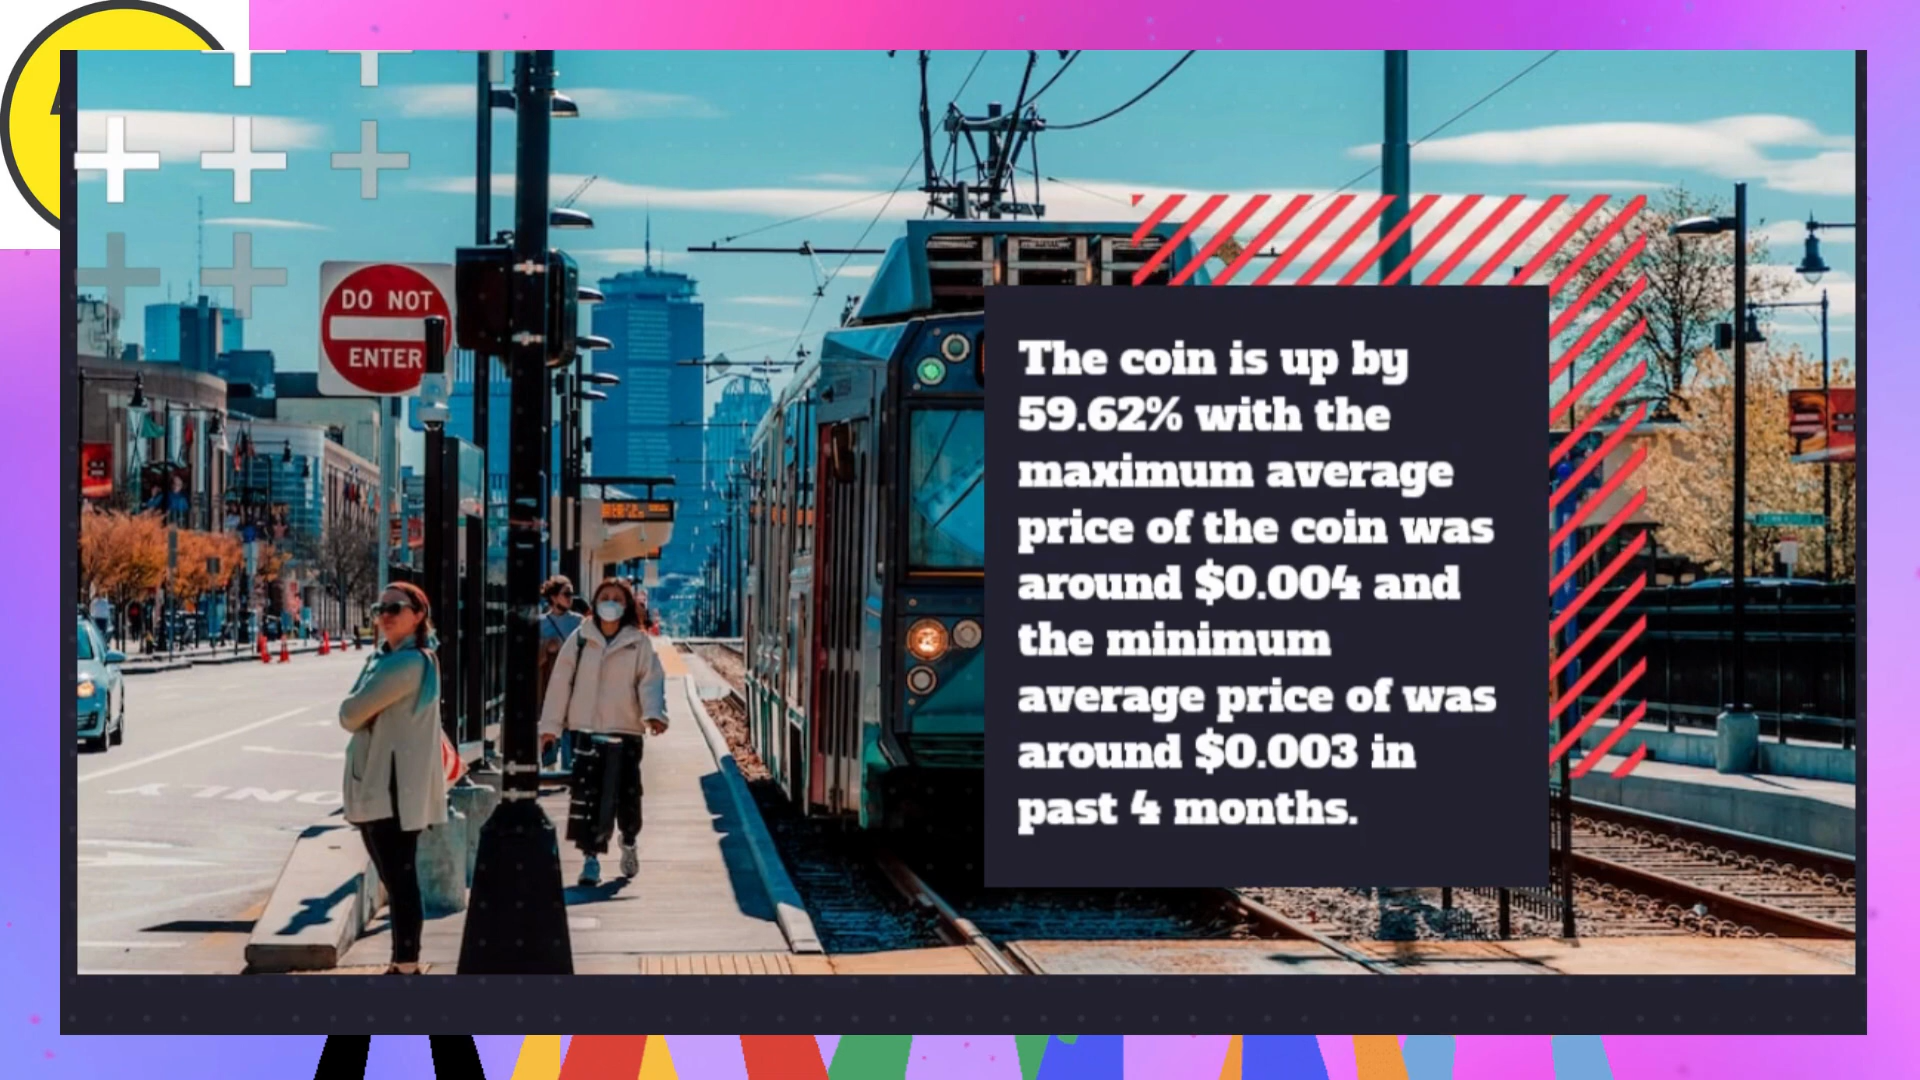 DO NOT
ENTER
The coin is up by
59.62% with the
maximum average
price of the coin was
around $0.004 and
the minimum
average price of was
around $0.003 in
past 4 months.
ONLY